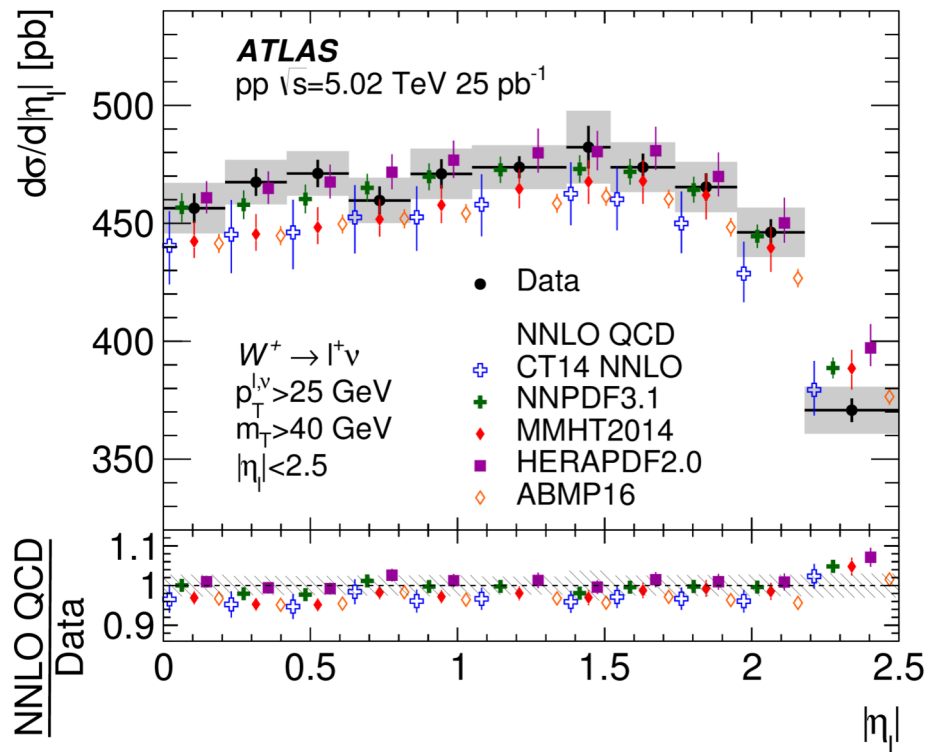 dσ/d|η_l| [pb]
500
450
400
350
ATLAS
pp √s=5.02 TeV 25 pb⁻¹
Data
W⁺ → l⁺ν
p_T^{l,ν}>25 GeV
m_T>40 GeV
|η_l|<2.5
NNLO QCD
CT14 NNLO
NNPDF3.1
MMHT2014
HERAPDF2.0
ABMP16
NNLO QCD
Data
1.1
1
0.9
0 0.5 1 1.5 2 2.5
|η_l|